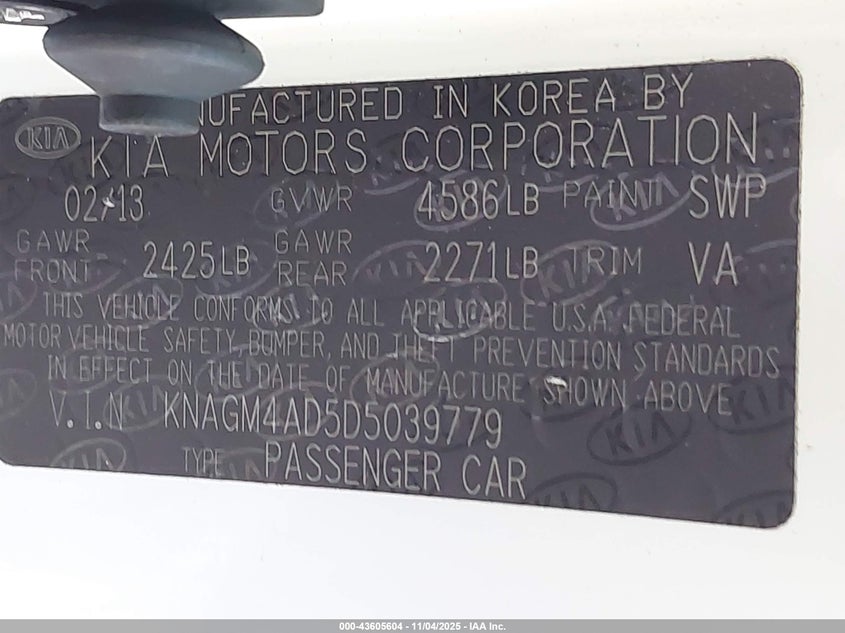 KIA
NUFACTURED IN KOREA BY
KIA MOTORS CORPORATION
02/13 GVWR 4586LB PAINT SWP
GAWR FRONT 2425LB GAWR REAR 2271LB TRIM VA
THIS VEHICLE CONFORMS TO ALL APPLICABLE U.S.A. FEDERAL
MOTOR VEHICLE SAFETY, BUMPER, AND THEFT PREVENTION STANDARDS
IN EFFECT ON THE DATE OF MANUFACTURE SHOWN ABOVE
V.I.N KNAGM4AD5D5039779
TYPE PASSENGER CAR
000-43605604 - 11/04/2025 - IAA Inc.